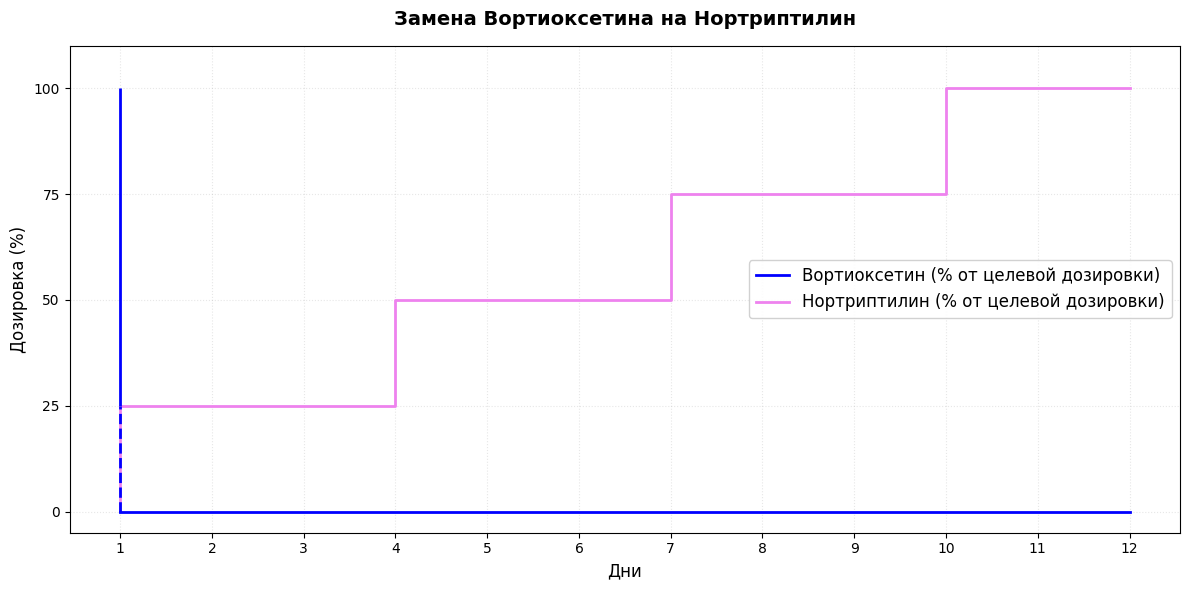 Замена Вортиоксетина на Нортриптилин
Дозировка (%)
100
75
50
25
0
Вортиоксетин (% от целевой дозировки)
Нортриптилин (% от целевой дозировки)
1 2 3 4 5 6 7 8 9 10 11 12
Дни